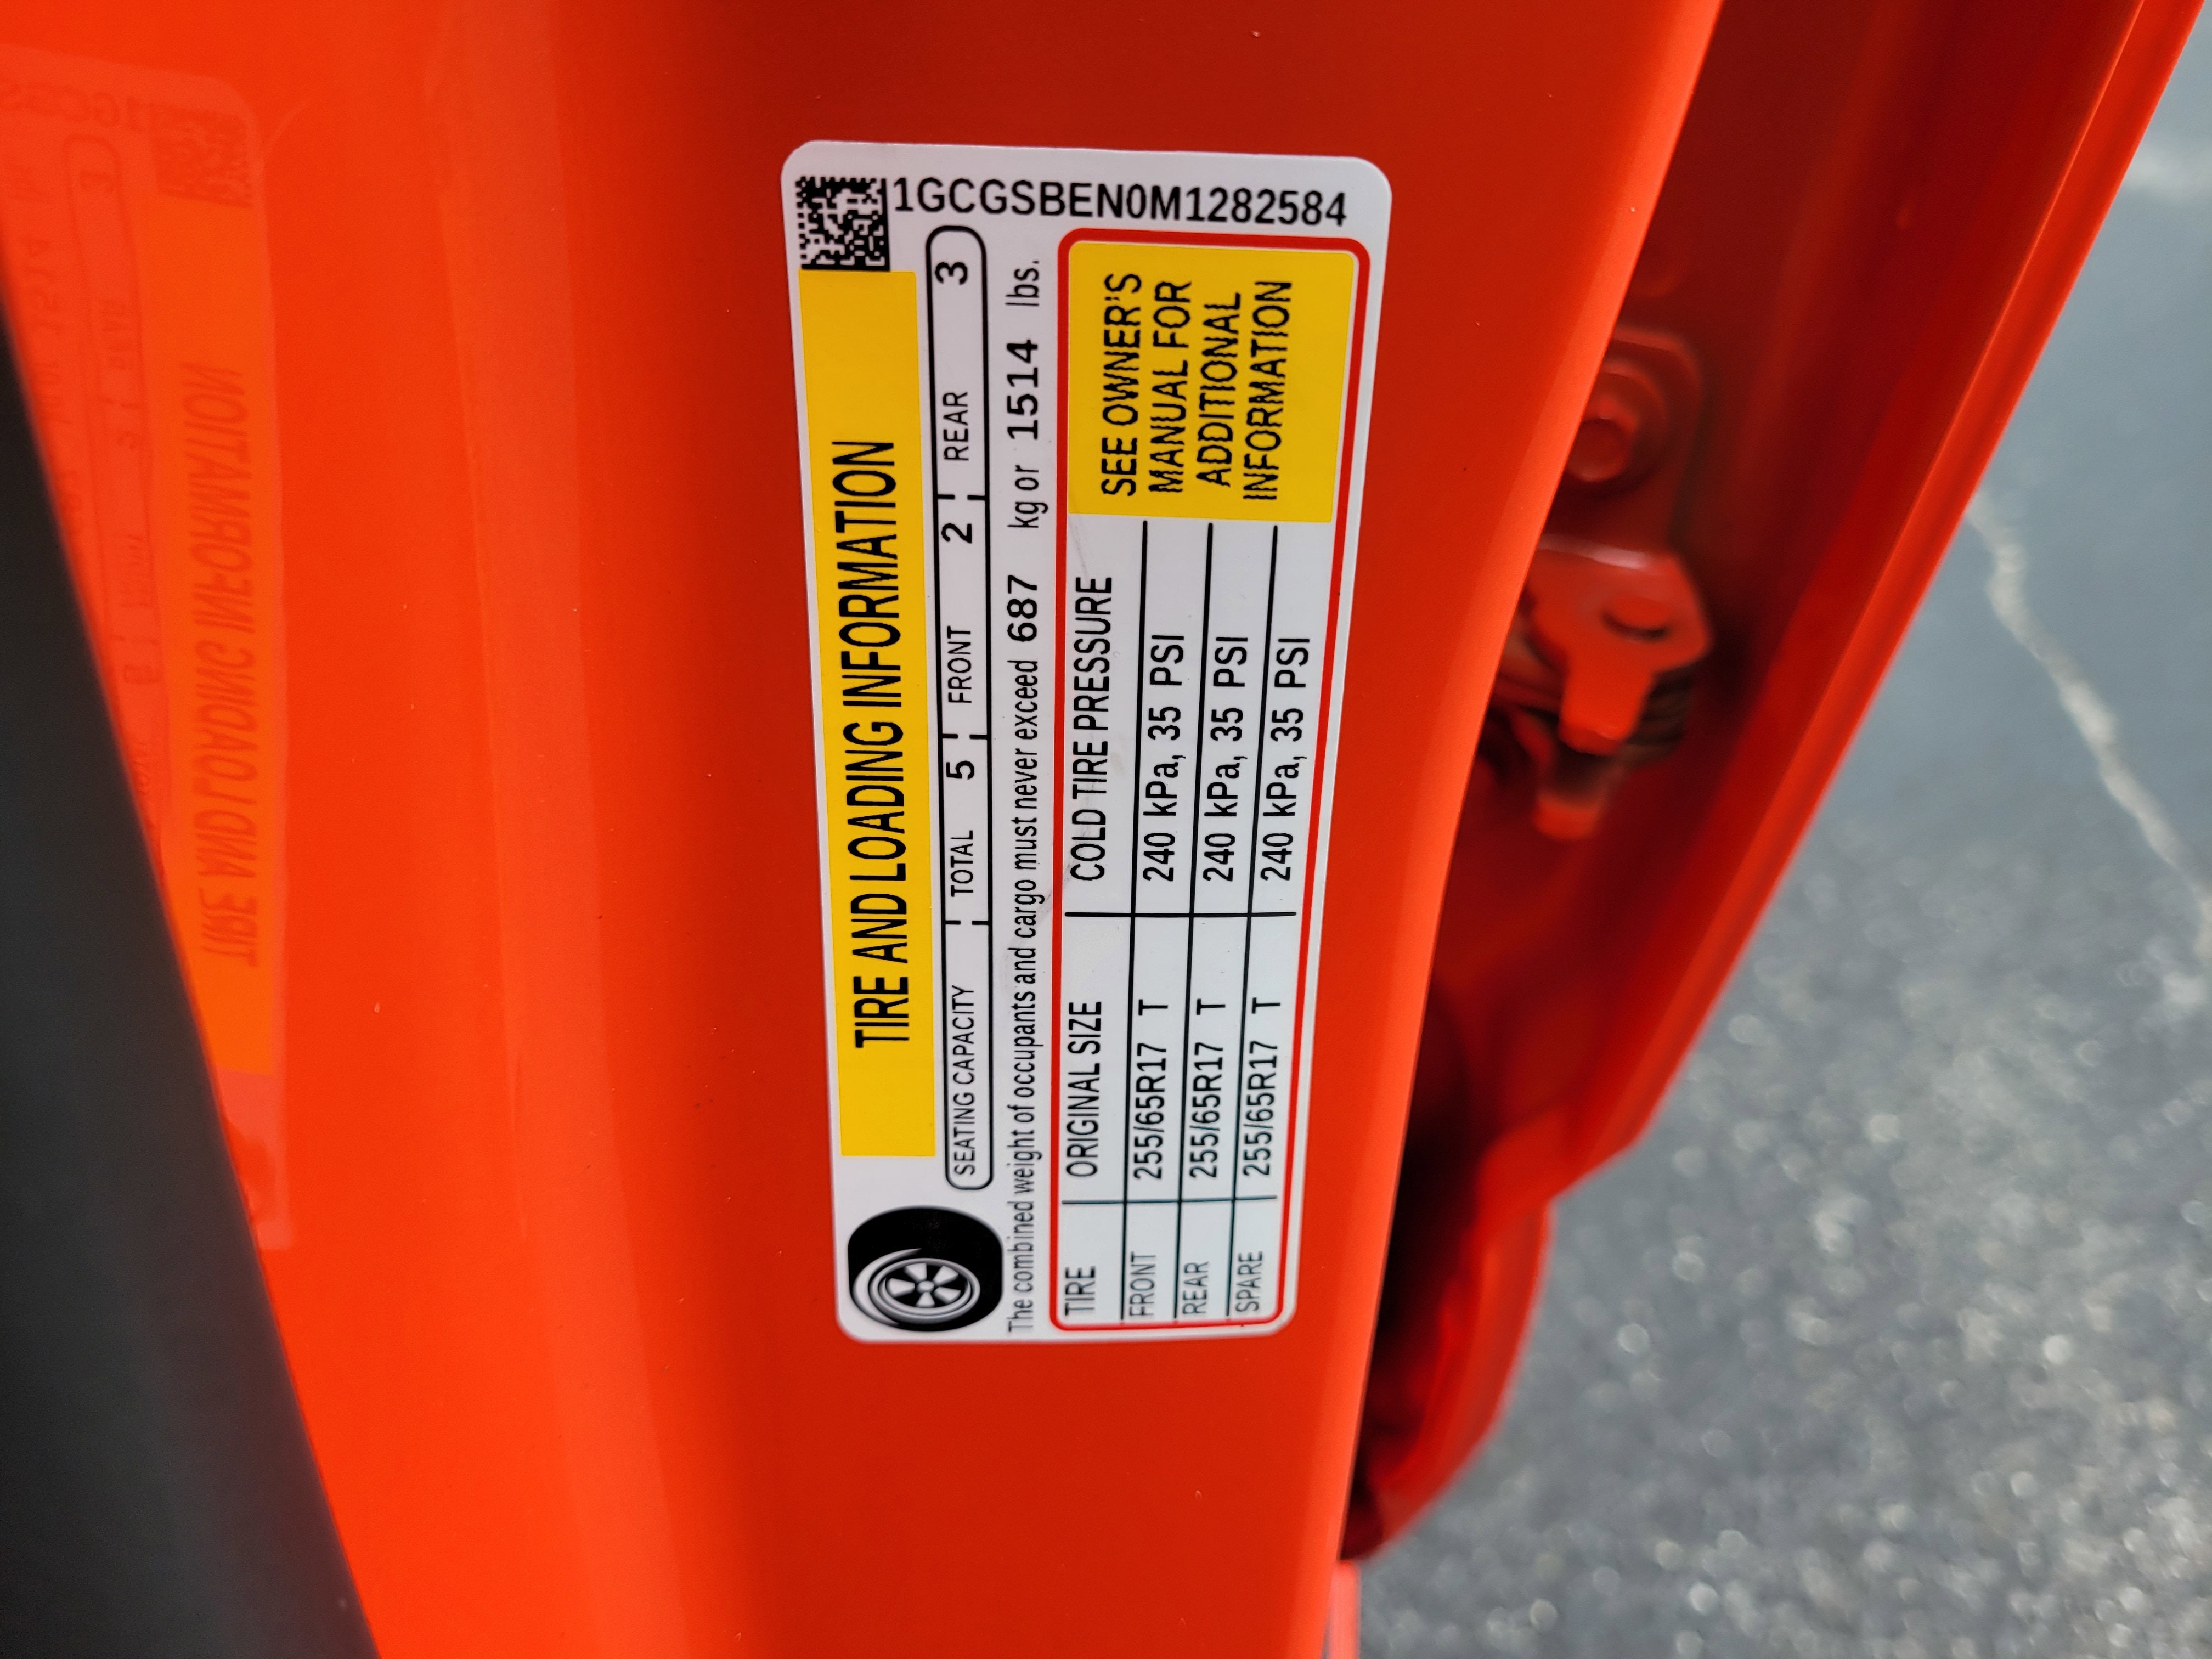 1GCGSBEN0M1282584
TIRE AND LOADING INFORMATION
SEATING CAPACITY TOTAL 5 FRONT 2 REAR 3
The combined weight of occupants and cargo must never exceed 687 kg or 1514 lbs.
TIRE ORIGINAL SIZE COLD TIRE PRESSURE
FRONT 255/65R17 T 240 kPa, 35 PSI
REAR 255/65R17 T 240 kPa, 35 PSI
SPARE 255/65R17 T 240 kPa, 35 PSI
SEE OWNER'S
MANUAL FOR
ADDITIONAL
INFORMATION